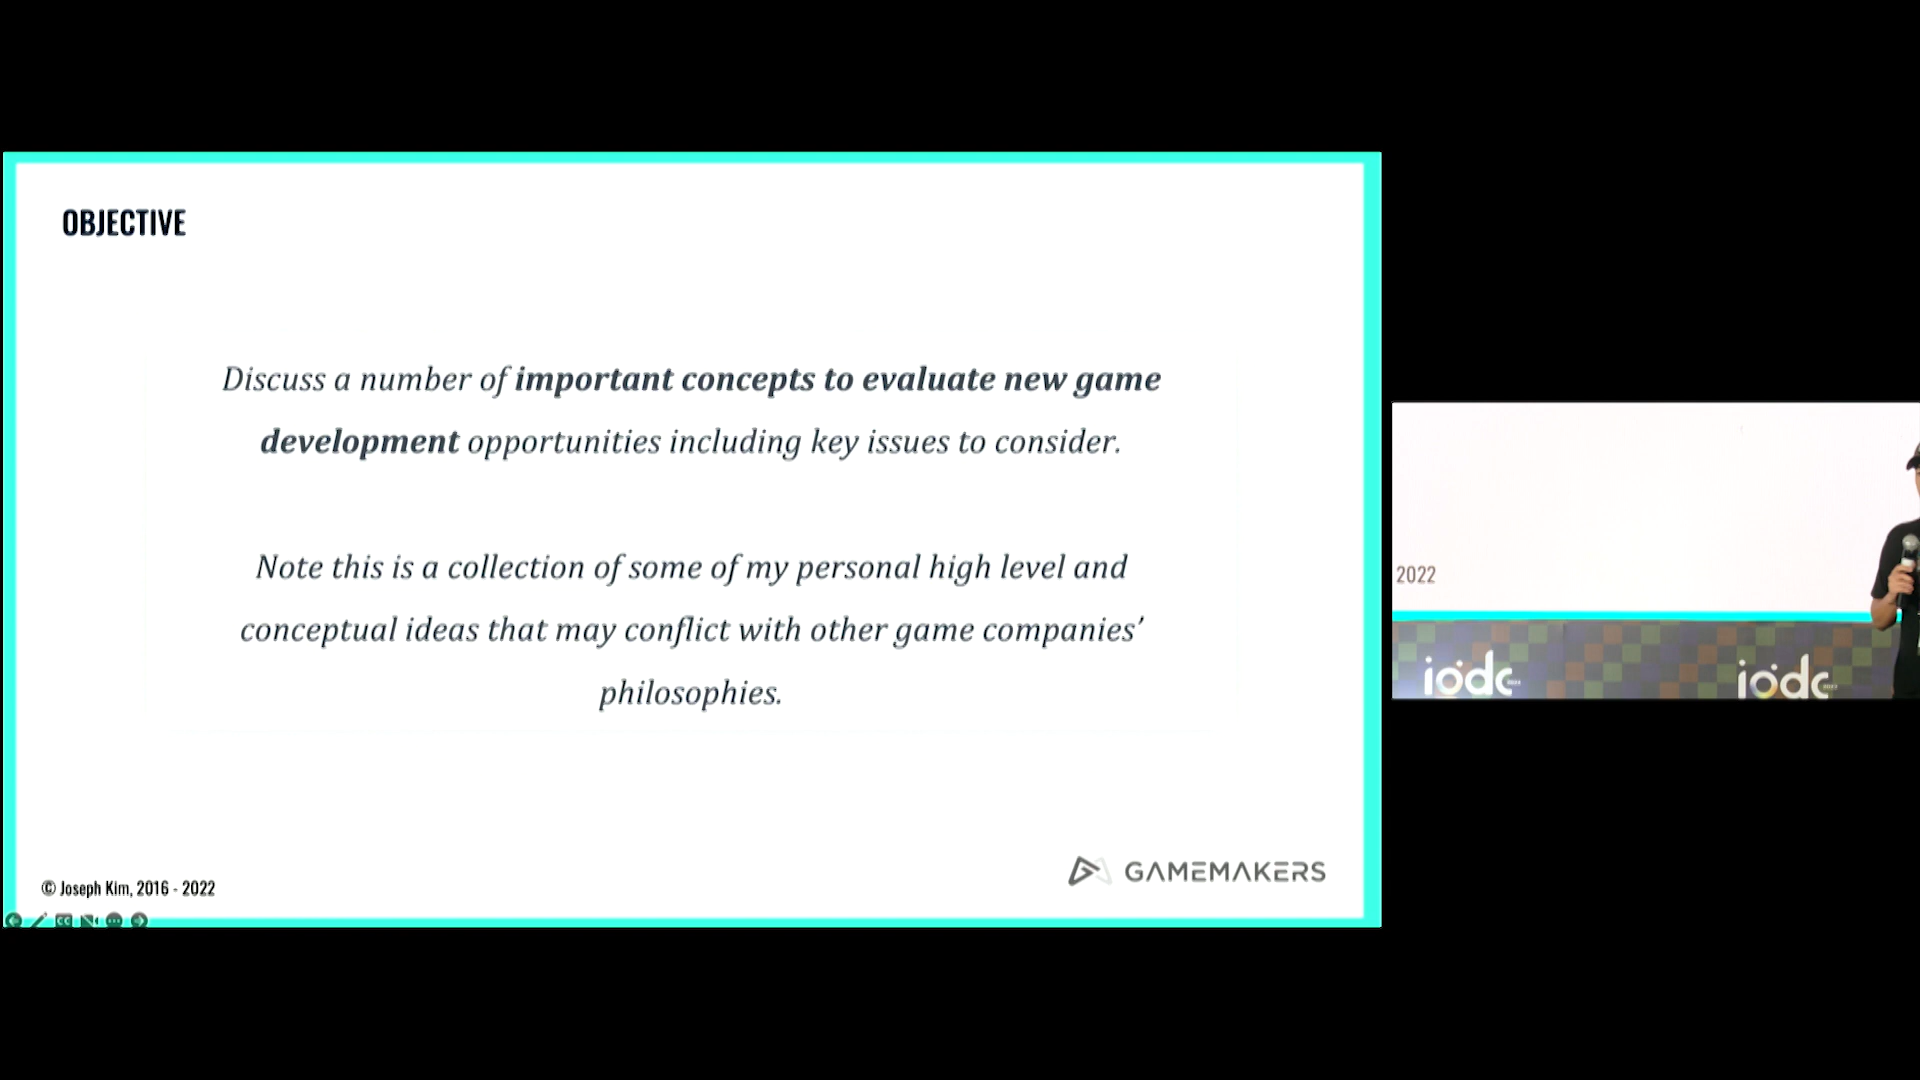 OBJECTIVE
Discuss a number of important concepts to evaluate new game
development opportunities including key issues to consider.
Note this is a collection of some of my personal high level and
conceptual ideas that may conflict with other game companies’
philosophies.
© Joseph Kim, 2016 - 2022
GAMEMAKERS
CC
2022
iodc
iodc